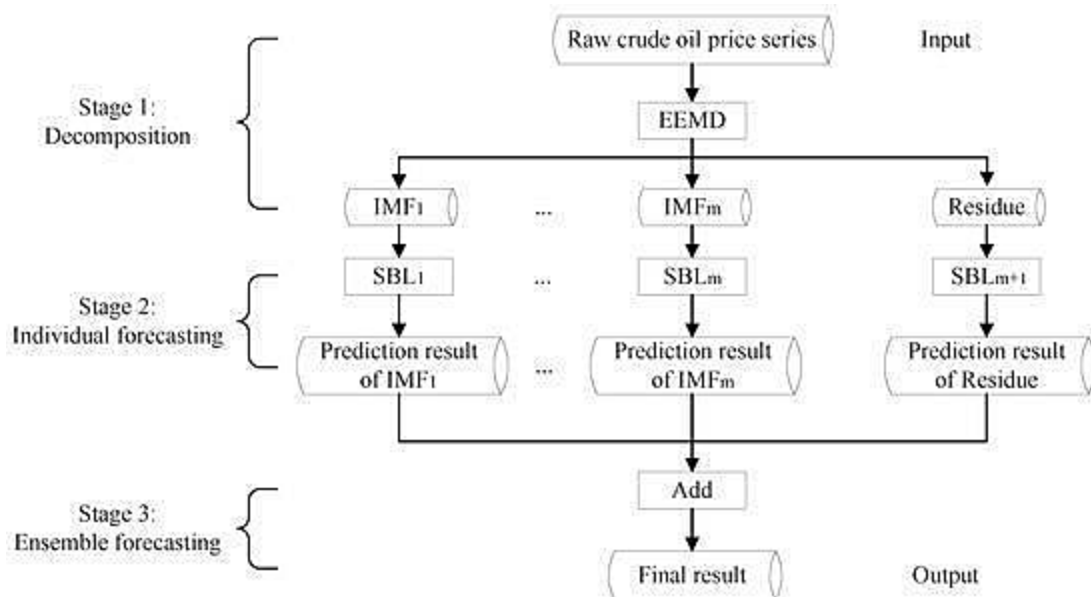 Raw crude oil price series
Input
Stage 1:
Decomposition
EEMD
IMF1
...
IMFm
Residue
SBL1
...
SBLm
SBLm+1
Stage 2:
Individual forecasting
Prediction result
of IMF1
...
Prediction result
of IMFm
Prediction result
of Residue
Add
Stage 3:
Ensemble forecasting
Final result
Output